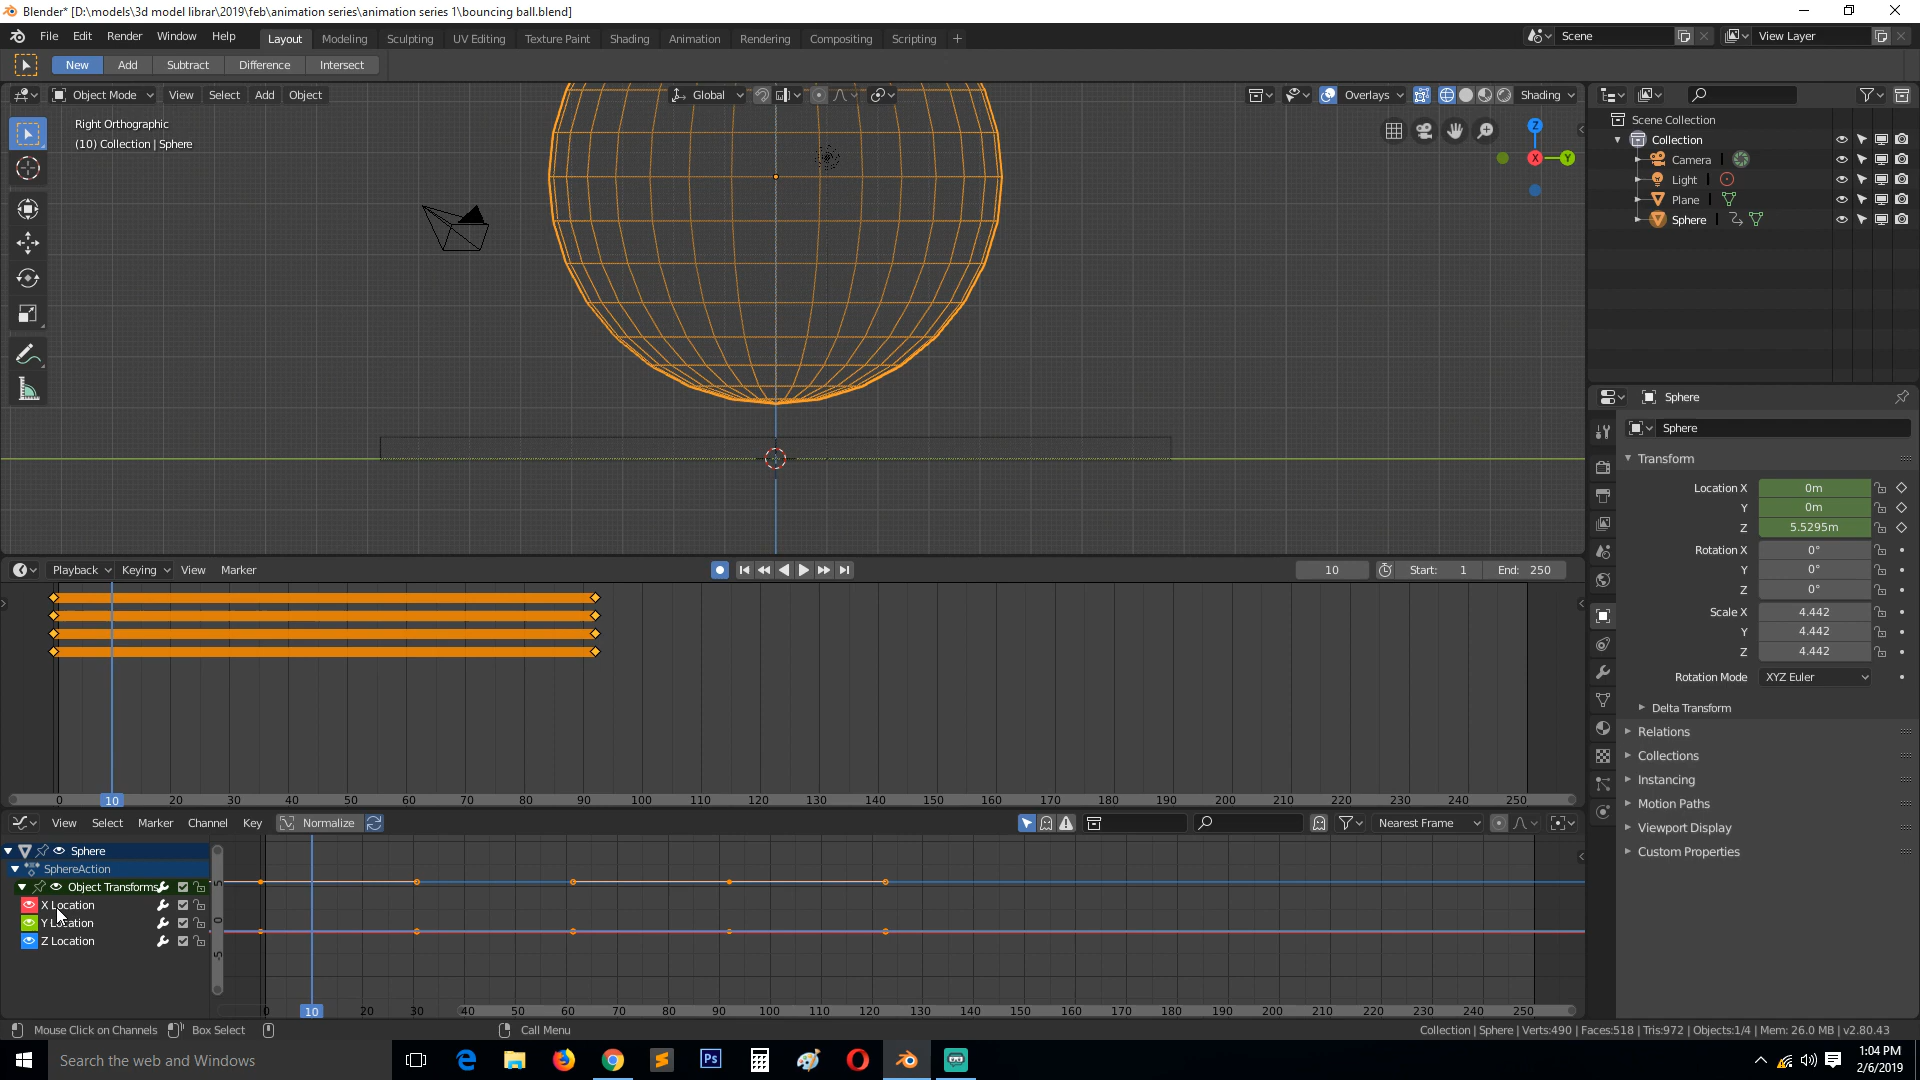 Blender* [D:\models\3d model librar\2019\feb\animation series\animation series 1\bouncing ball.blend]
File Edit Render Window Help Layout Modeling Sculpting UV Editing Texture Paint Shading Animation Rendering Compositing Scripting + Scene View Layer
New Add Subtract Difference Intersect
Object Mode View Select Add Object Global Overlays Shading
Right Orthographic
(10) Collection | Sphere
Z
X
Y
Scene Collection
Collection
Camera
Light
Plane
Sphere
Sphere
Sphere
Transform
Location X 0m
Y 0m
Z 5.5295m
Rotation X 0°
Y 0°
Z 0°
Scale X 4.442
Y 4.442
Z 4.442
Rotation Mode XYZ Euler
Delta Transform
Relations
Collections
Instancing
Motion Paths
Viewport Display
Custom Properties
Playback Keying View Marker 10 Start: 1 End: 250
0 10 20 30 40 50 60 70 80 90 100 110 120 130 140 150 160 170 180 190 200 210 220 230 240 250
View Select Marker Channel Key Normalize Nearest Frame
Sphere
SphereAction
Object Transforms
X Location
Y Location
Z Location
5
0
-5
0 10 20 30 40 50 60 70 80 90 100 110 120 130 140 150 160 170 180 190 200 210 220 230 240 250
Mouse Click on Channels Box Select Call Menu Collection | Sphere | Verts:490 | Faces:518 | Tris:972 | Objects:1/4 | Mem: 26.0 MB | v2.80.43
Search the web and Windows
Ps
1:04 PM
2/6/2019